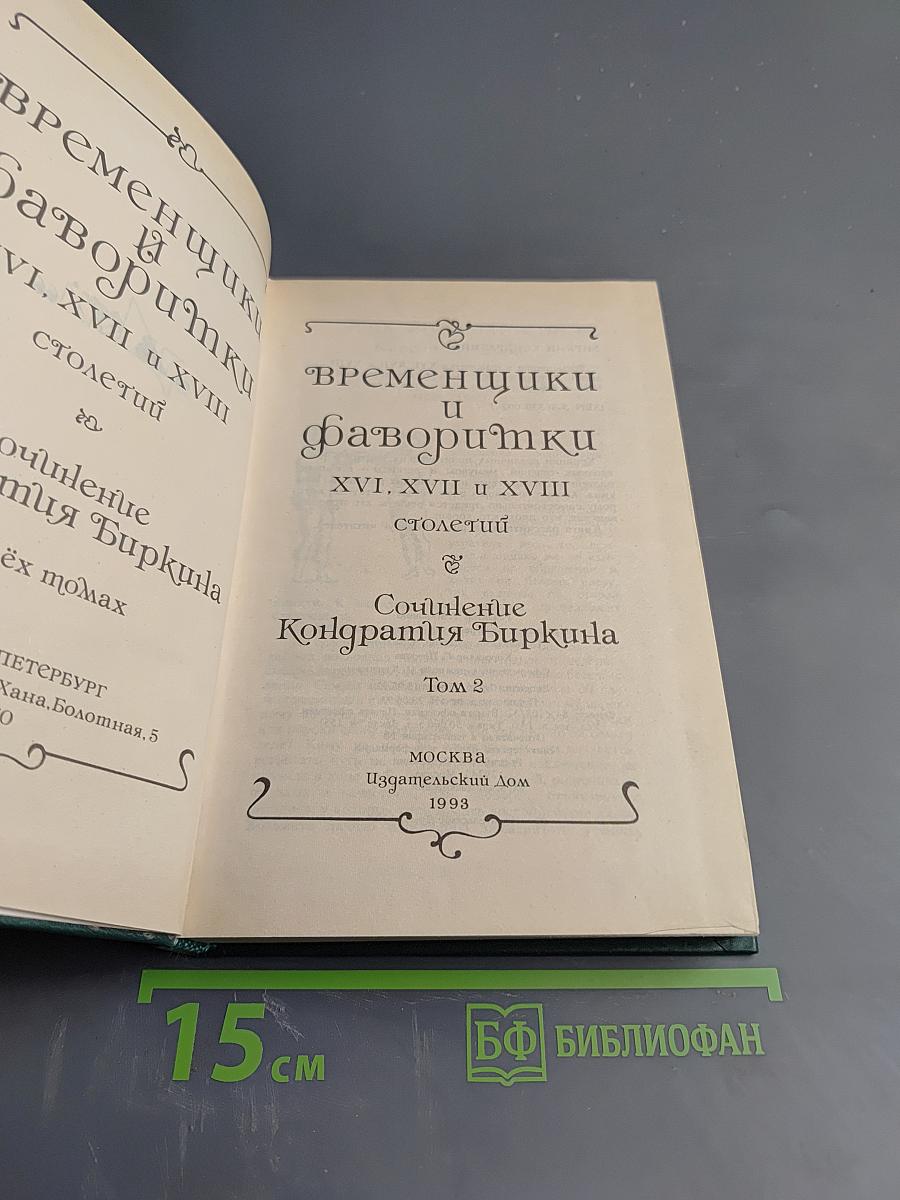 временщики
и
фаворитки
XVI, XVII и XVIII
столетий
сочинение
Биркина
томах
ПЕТЕРБУРГ
Хана, Болотная, 5
временщики
и
фаворитки
XVI, XVII и XVIII
столетий
Сочинение
Кондратия Биркина
Том 2
МОСКВА
Издательский Дом
1993
15 см
БФ БИБЛИОФАН